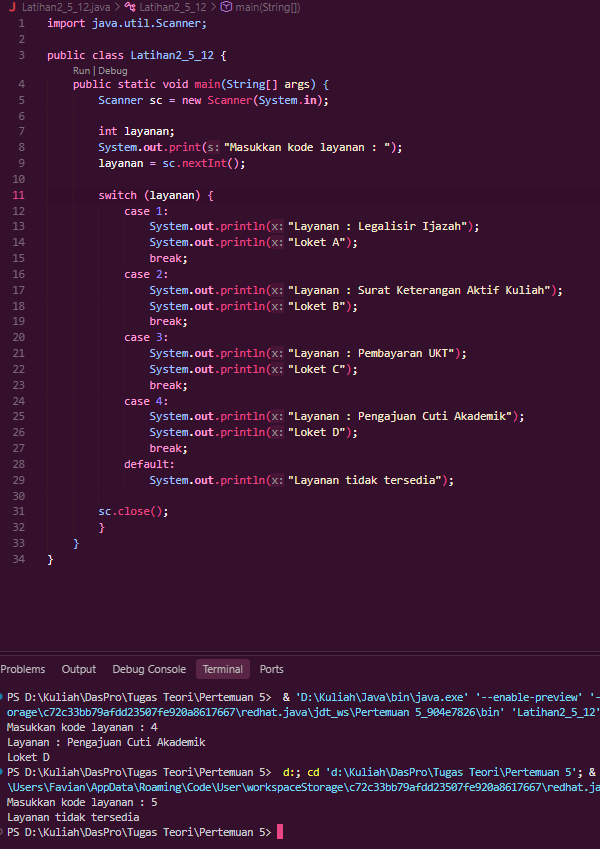 Latihan2_5_12.java > Latihan2_5_12 > main(String[])
1 import java.util.Scanner;
2
3 public class Latihan2_5_12 {
Run | Debug
4 public static void main(String[] args) {
5 Scanner sc = new Scanner(System.in);
6
7 int layanan;
8 System.out.print(s: "Masukkan kode layanan : ");
9 layanan = sc.nextInt();
10
11 switch (layanan) {
12 case 1:
13 System.out.println(x: "Layanan : Legalisir Ijazah");
14 System.out.println(x: "Loket A");
15 break;
16 case 2:
17 System.out.println(x: "Layanan : Surat Keterangan Aktif Kuliah");
18 System.out.println(x: "Loket B");
19 break;
20 case 3:
21 System.out.println(x: "Layanan : Pembayaran UKT");
22 System.out.println(x: "Loket C");
23 break;
24 case 4:
25 System.out.println(x: "Layanan : Pengajuan Cuti Akademik");
26 System.out.println(x: "Loket D");
27 break;
28 default:
29 System.out.println(x: "Layanan tidak tersedia");
30
31 sc.close();
32 }
33 }
34 }
Problems Output Debug Console Terminal Ports
PS D:\Kuliah\DasPro\Tugas Teori\Pertemuan 5> & 'D:\Kuliah\Java\bin\java.exe' '--enable-preview' '-
orage\c72c33bb79afdd23507fe920a8617667\redhat.java\jdt_ws\Pertemuan 5_904e7826\bin' 'Latihan2_5_12'
Masukkan kode layanan : 4
Layanan : Pengajuan Cuti Akademik
Loket D
PS D:\Kuliah\DasPro\Tugas Teori\Pertemuan 5> d:; cd 'd:\Kuliah\DasPro\Tugas Teori\Pertemuan 5'; &
\Users\Favian\AppData\Roaming\Code\User\workspaceStorage\c72c33bb79afdd23507fe920a8617667\redhat.ja
Masukkan kode layanan : 5
Layanan tidak tersedia
PS D:\Kuliah\DasPro\Tugas Teori\Pertemuan 5>